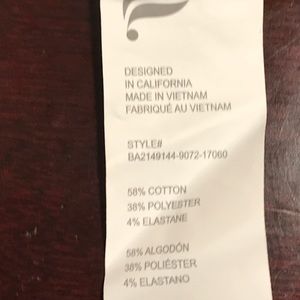 DESIGNED
IN CALIFORNIA
MADE IN VIETNAM
FABRIQUÉ AU VIETNAM
STYLE#
BA2149144-9072-17060
58% COTTON
38% POLYESTER
4% ELASTANE
58% ALGODÓN
38% POLIÉSTER
4% ELASTANO